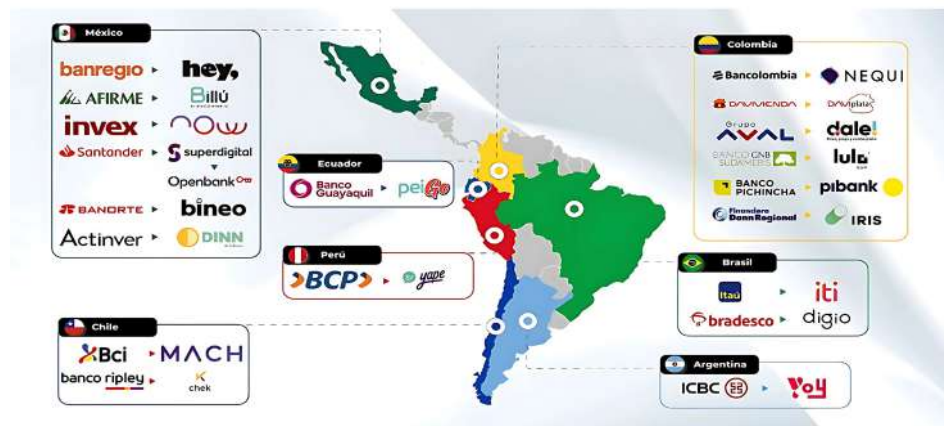 México
banregio hey,
AFIRME Billú
invex now
Santander superdigital
Openbank
BANORTE bineo
Actinver DINN
Ecuador
Banco Guayaquil peiGo
Perú
BCP yape
Chile
Bci MACH
banco ripley chek
Colombia
Bancolombia NEQUI
DAVIVIENDA DAVIplata
Grupo AVAL dale!
BANCO GNB SUDAMERIS lulo
BANCO PICHINCHA pibank
Financiera Dann Regional IRIS
Brasil
Itaú iti
bradesco digio
Argentina
ICBC Yoy